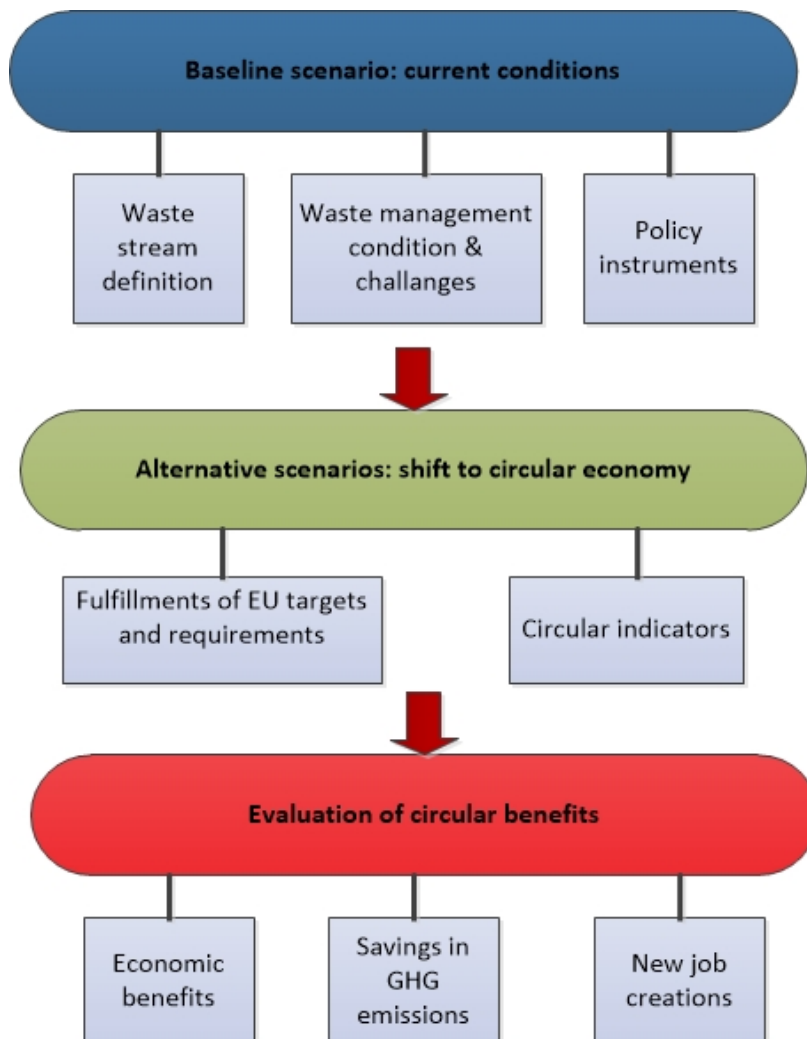 Baseline scenario: current conditions
Waste
stream
definition
Waste management
condition &
challanges
Policy
instruments
Alternative scenarios: shift to circular economy
Fulfillments of EU targets
and requirements
Circular indicators
Evaluation of circular benefits
Economic
benefits
Savings in
GHG
emissions
New job
creations